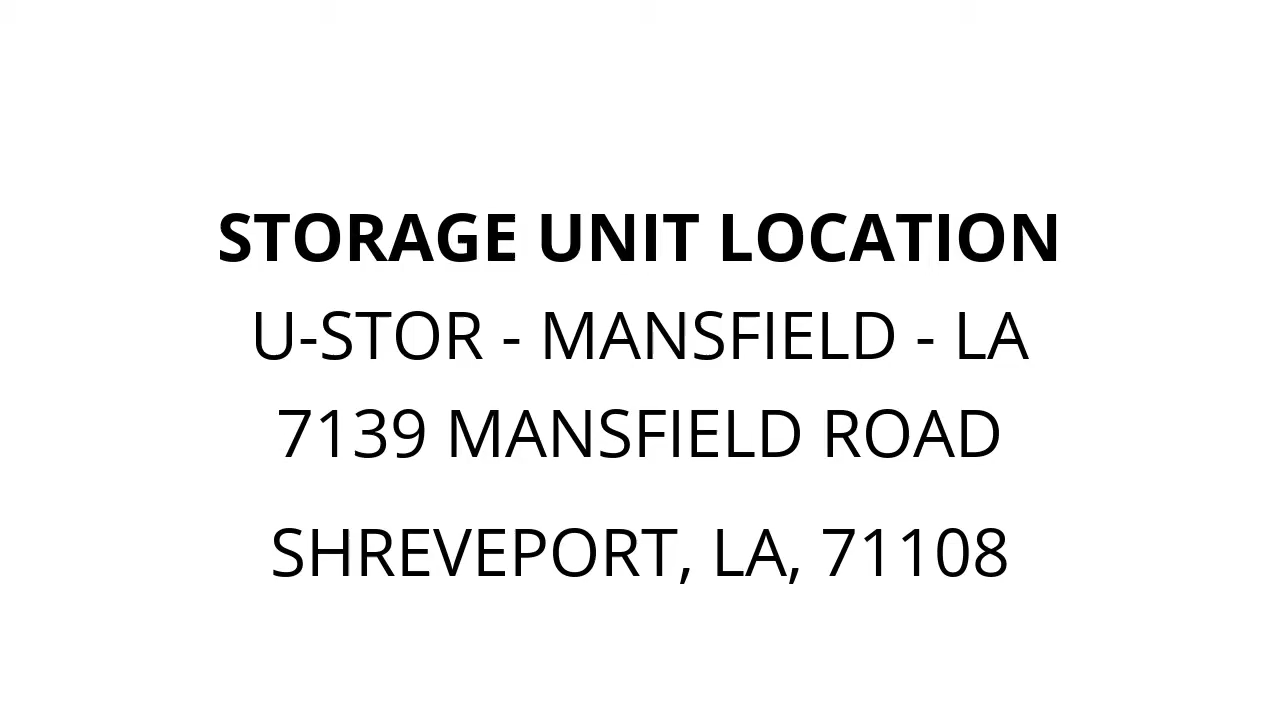 STORAGE UNIT LOCATION
U-STOR - MANSFIELD - LA
7139 MANSFIELD ROAD
SHREVEPORT, LA, 71108